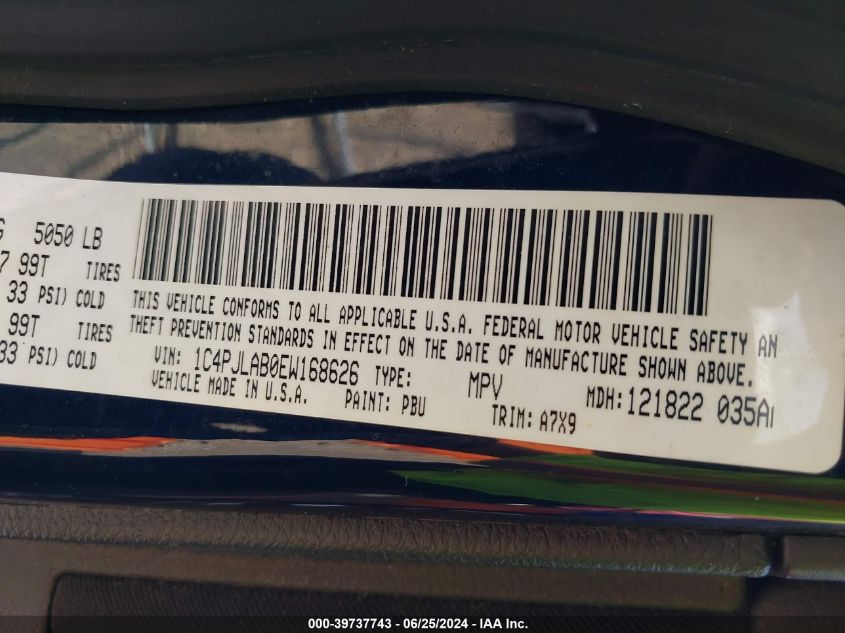 G 5050 LB
7 99T TIRES
33 PSI) COLD
99T TIRES
33 PSI) COLD
THIS VEHICLE CONFORMS TO ALL APPLICABLE U.S.A. FEDERAL MOTOR VEHICLE SAFETY AN
THEFT PREVENTION STANDARDS IN EFFECT ON THE DATE OF MANUFACTURE SHOWN ABOVE.
VIN: 1C4PJLAB0EW168626 TYPE: MPV MDH: 121822 035A
VEHICLE MADE IN U.S.A. PAINT: PBU TRIM: A7X9
000-39737743 / 06/25/2024 / IAA Inc.